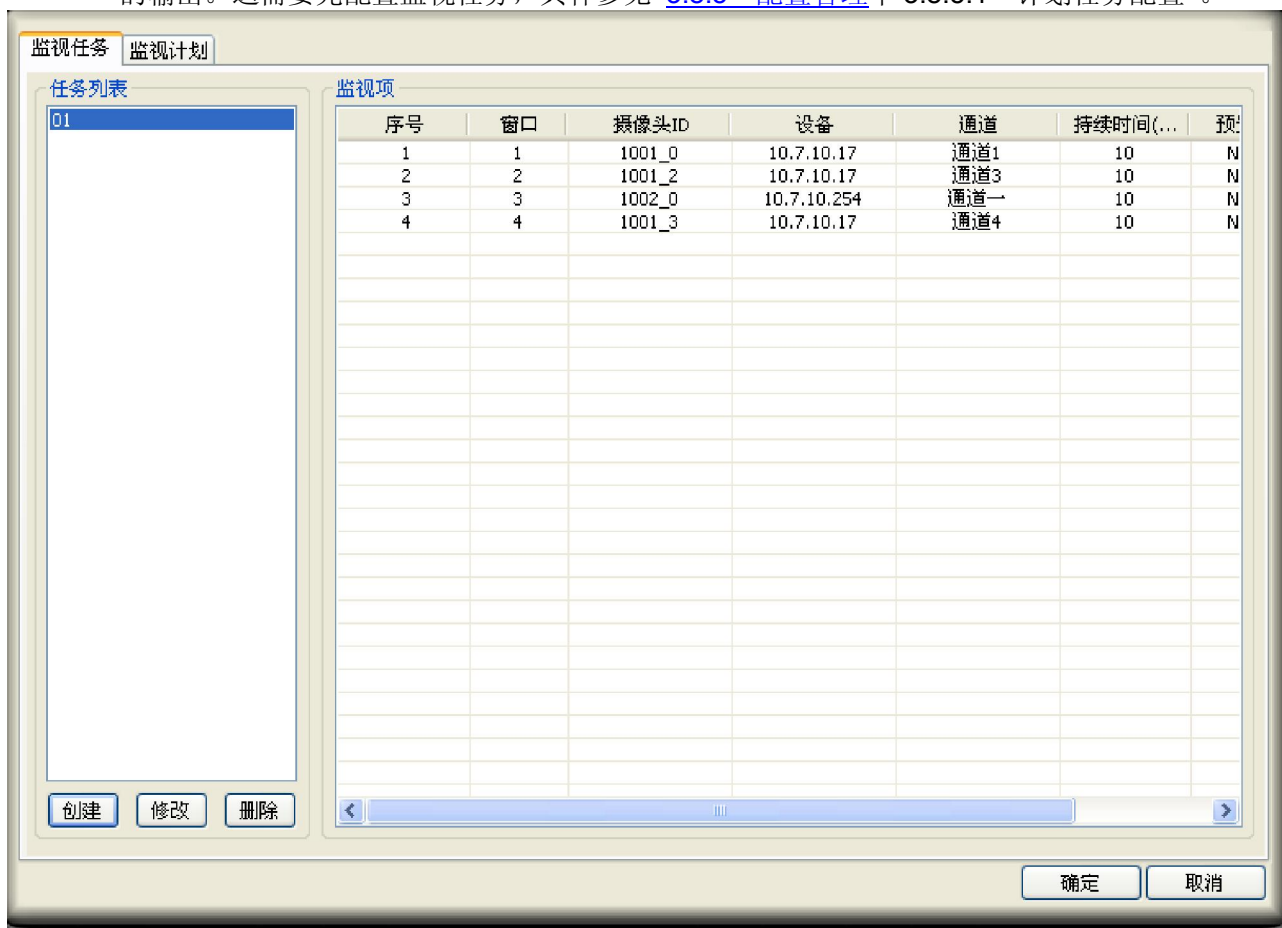 监视任务 监视计划
任务列表
01
监视项
序号 窗口 摄像头ID 设备 通道 持续时间(...
1 1 1001_0 10.7.10.17 通道1 10 N
2 2 1001_2 10.7.10.17 通道3 10 N
3 3 1002_0 10.7.10.254 通道一 10 N
4 4 1001_3 10.7.10.17 通道4 10 N
创建 修改 删除
确定 取消